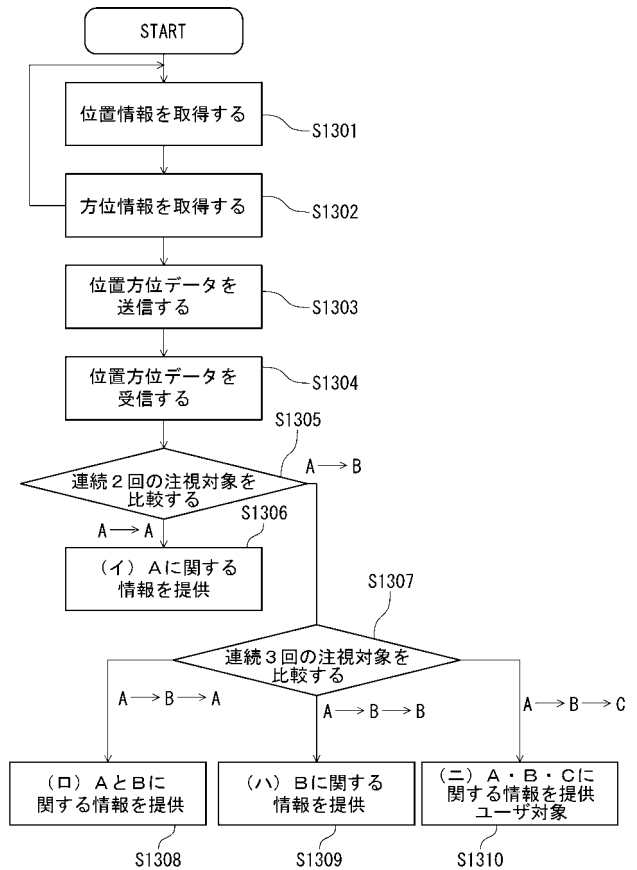 START
位置情報を取得する
S1301
方位情報を取得する
S1302
位置方位データを
送信する
S1303
位置方位データを
受信する
S1304
S1305
連続2回の注視対象を
比較する
A→B
A→A
S1306
(イ) Aに関する
情報を提供
S1307
連続3回の注視対象を
比較する
A→B→A
A→B→B
A→B→C
(ロ) AとBに
関する情報を提供
(ハ) Bに関する
情報を提供
(ニ) A・B・Cに
関する情報を提供
ユーザ対象
S1308
S1309
S1310